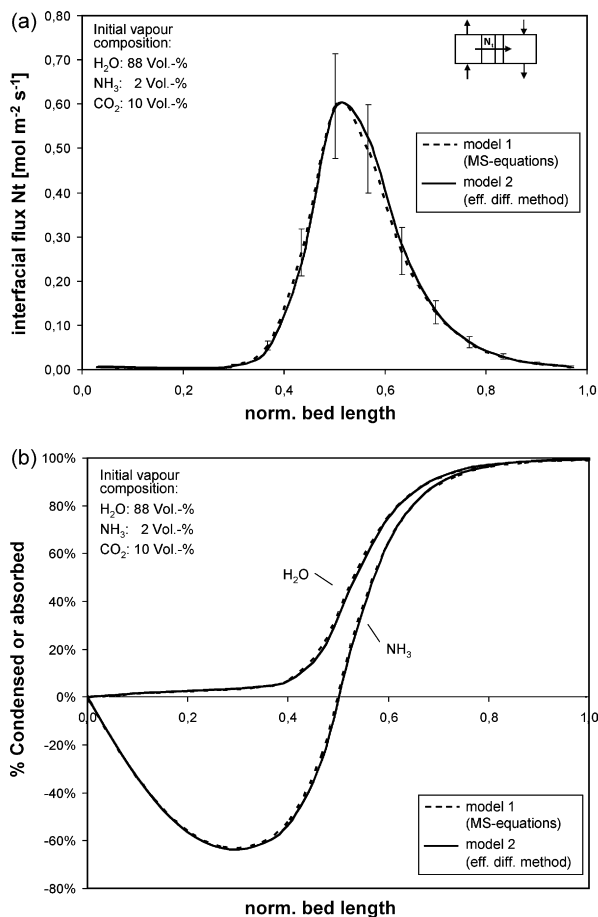 (a)
Initial vapour
composition:
H₂O: 88 Vol.-%
NH₃: 2 Vol.-%
CO₂: 10 Vol.-%
N₁
model 1
(MS-equations)
model 2
(eff. diff. method)
interfacial flux Nt [mol m⁻² s⁻¹]
0,80
0,70
0,60
0,50
0,40
0,30
0,20
0,10
0,00
0,0 0,2 0,4 0,6 0,8 1,0
norm. bed length
(b)
Initial vapour
composition:
H₂O: 88 Vol.-%
NH₃: 2 Vol.-%
CO₂: 10 Vol.-%
H₂O
NH₃
% Condensed or absorbed
100%
80%
60%
40%
20%
0%
-20%
-40%
-60%
-80%
0,0 0,2 0,4 0,6 0,8 1,0
model 1
(MS-equations)
model 2
(eff. diff. method)
norm. bed length